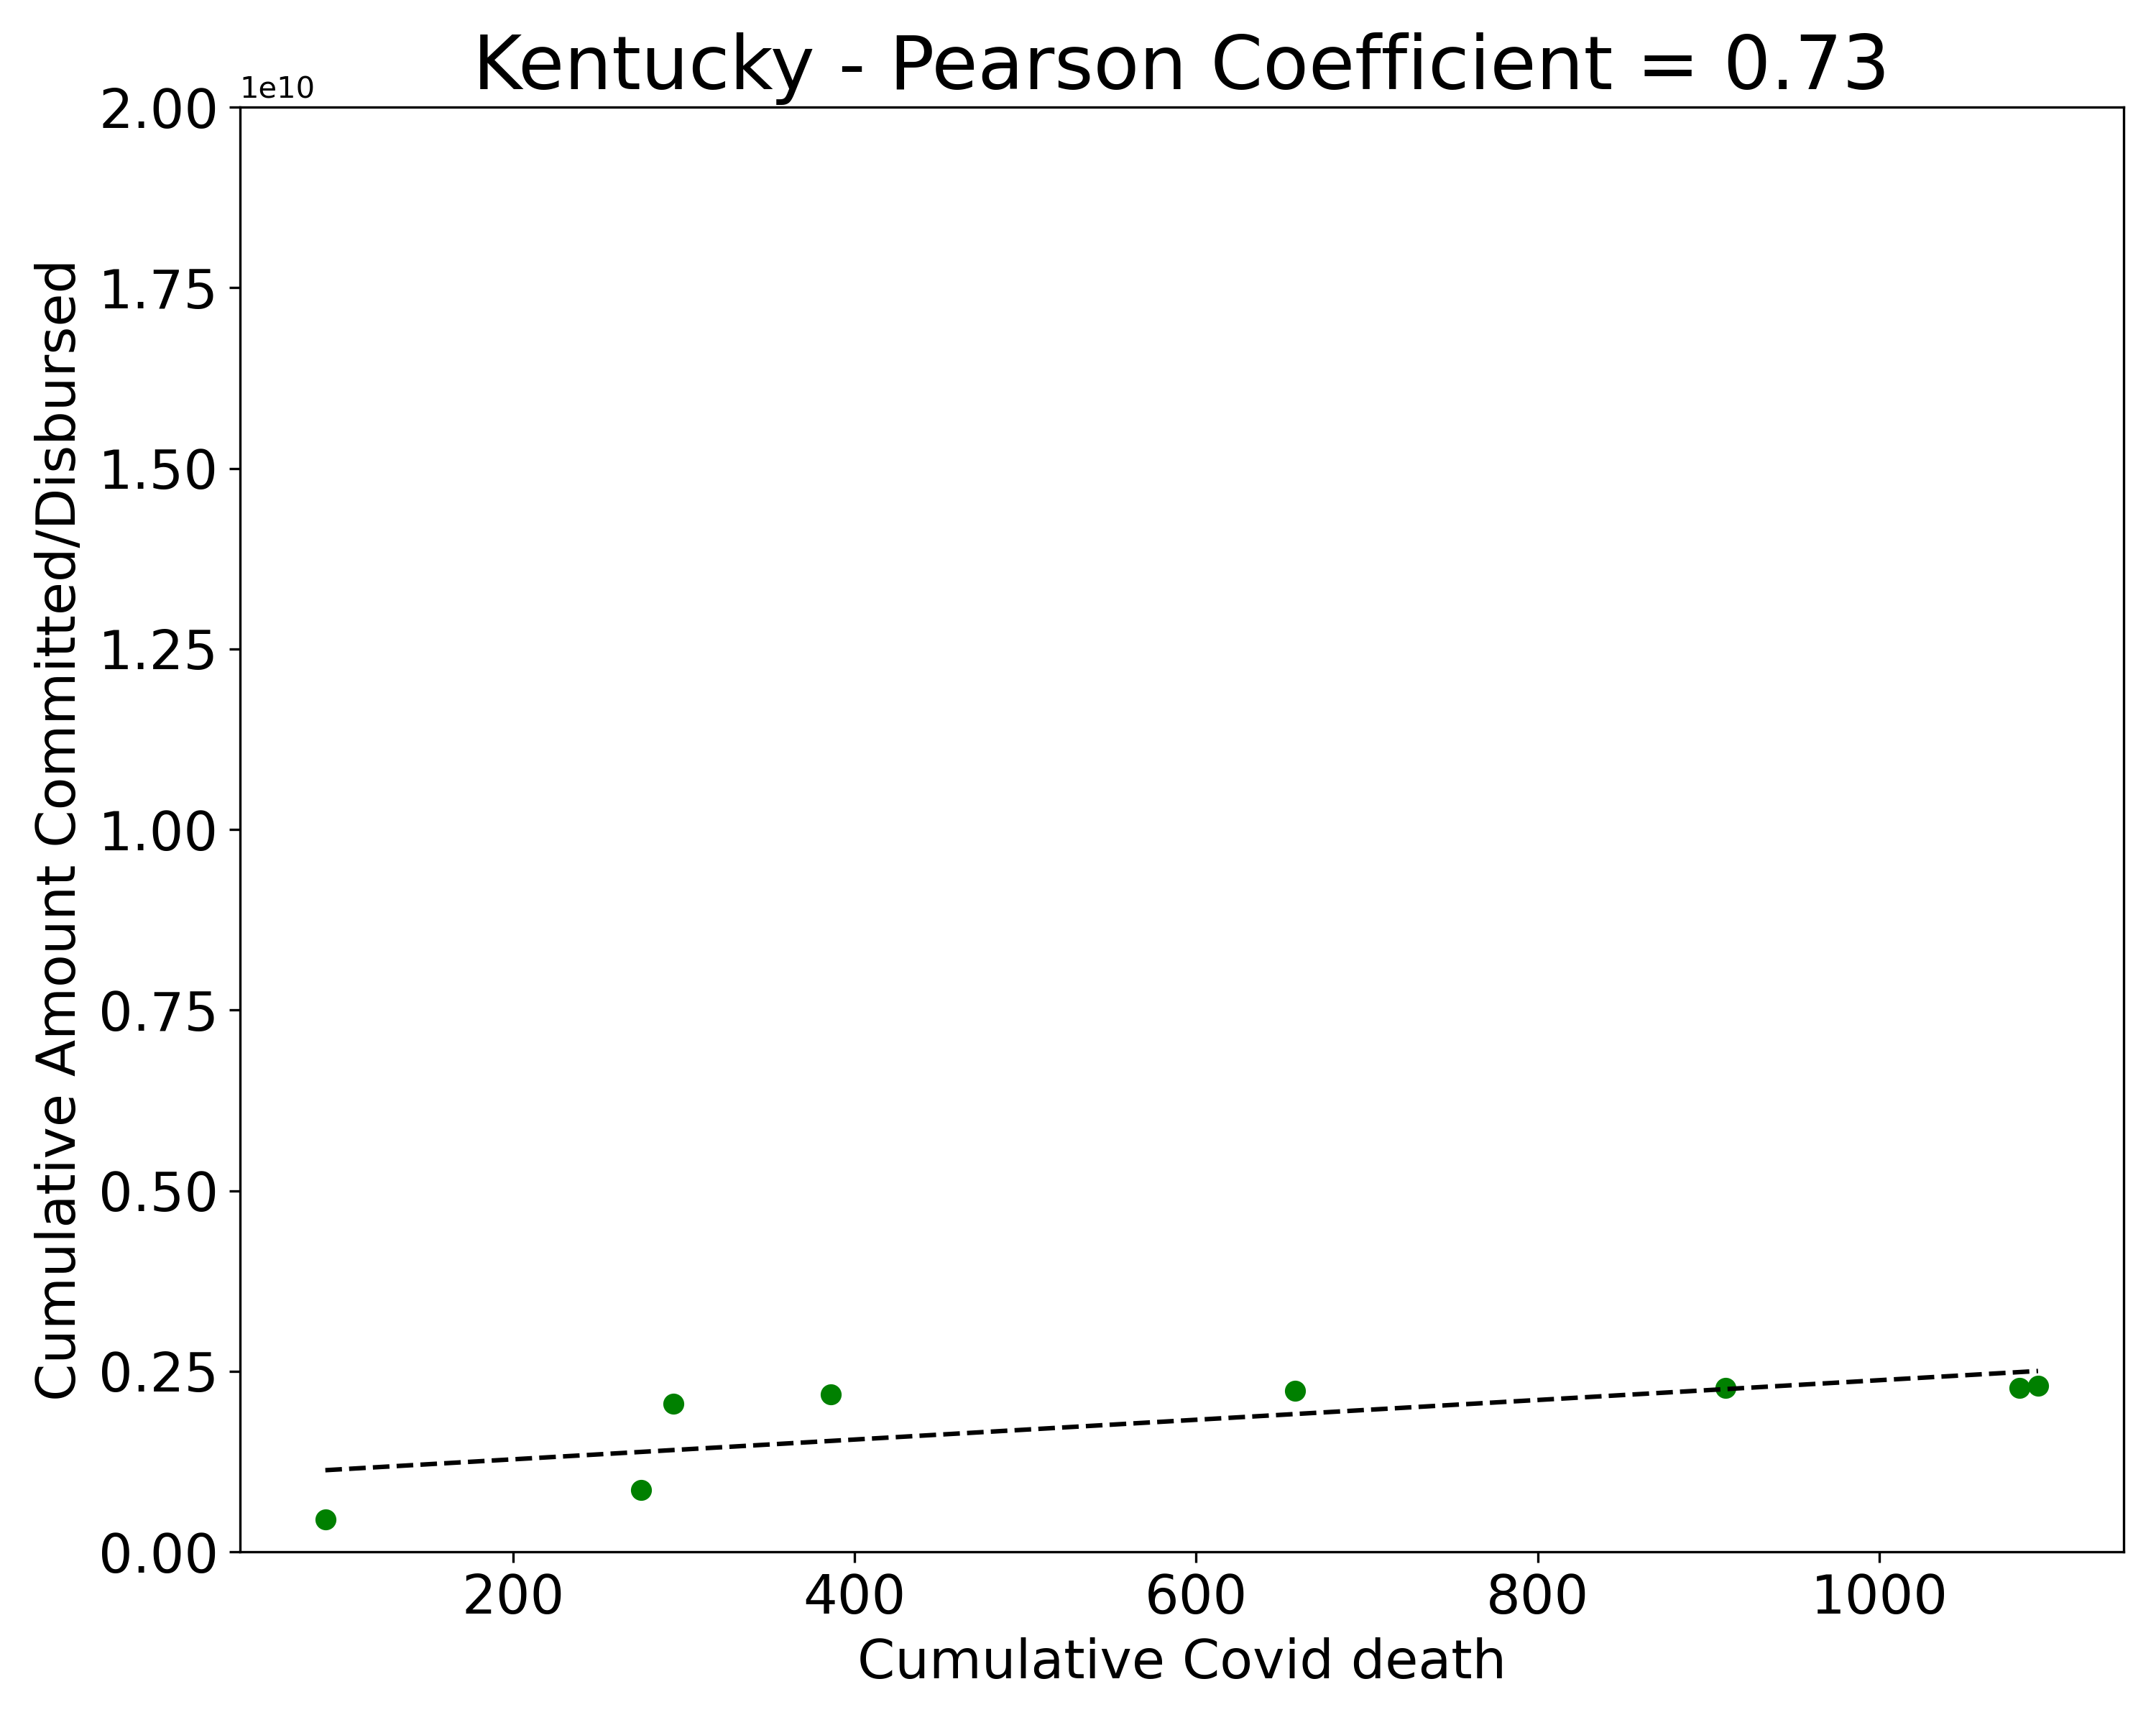 Kentucky - Pearson Coefficient = 0.73
1e10
2.00
1.75
1.50
1.25
1.00
0.75
0.50
0.25
0.00
Cumulative Amount Committed/Disbursed
200 400 600 800 1000
Cumulative Covid death